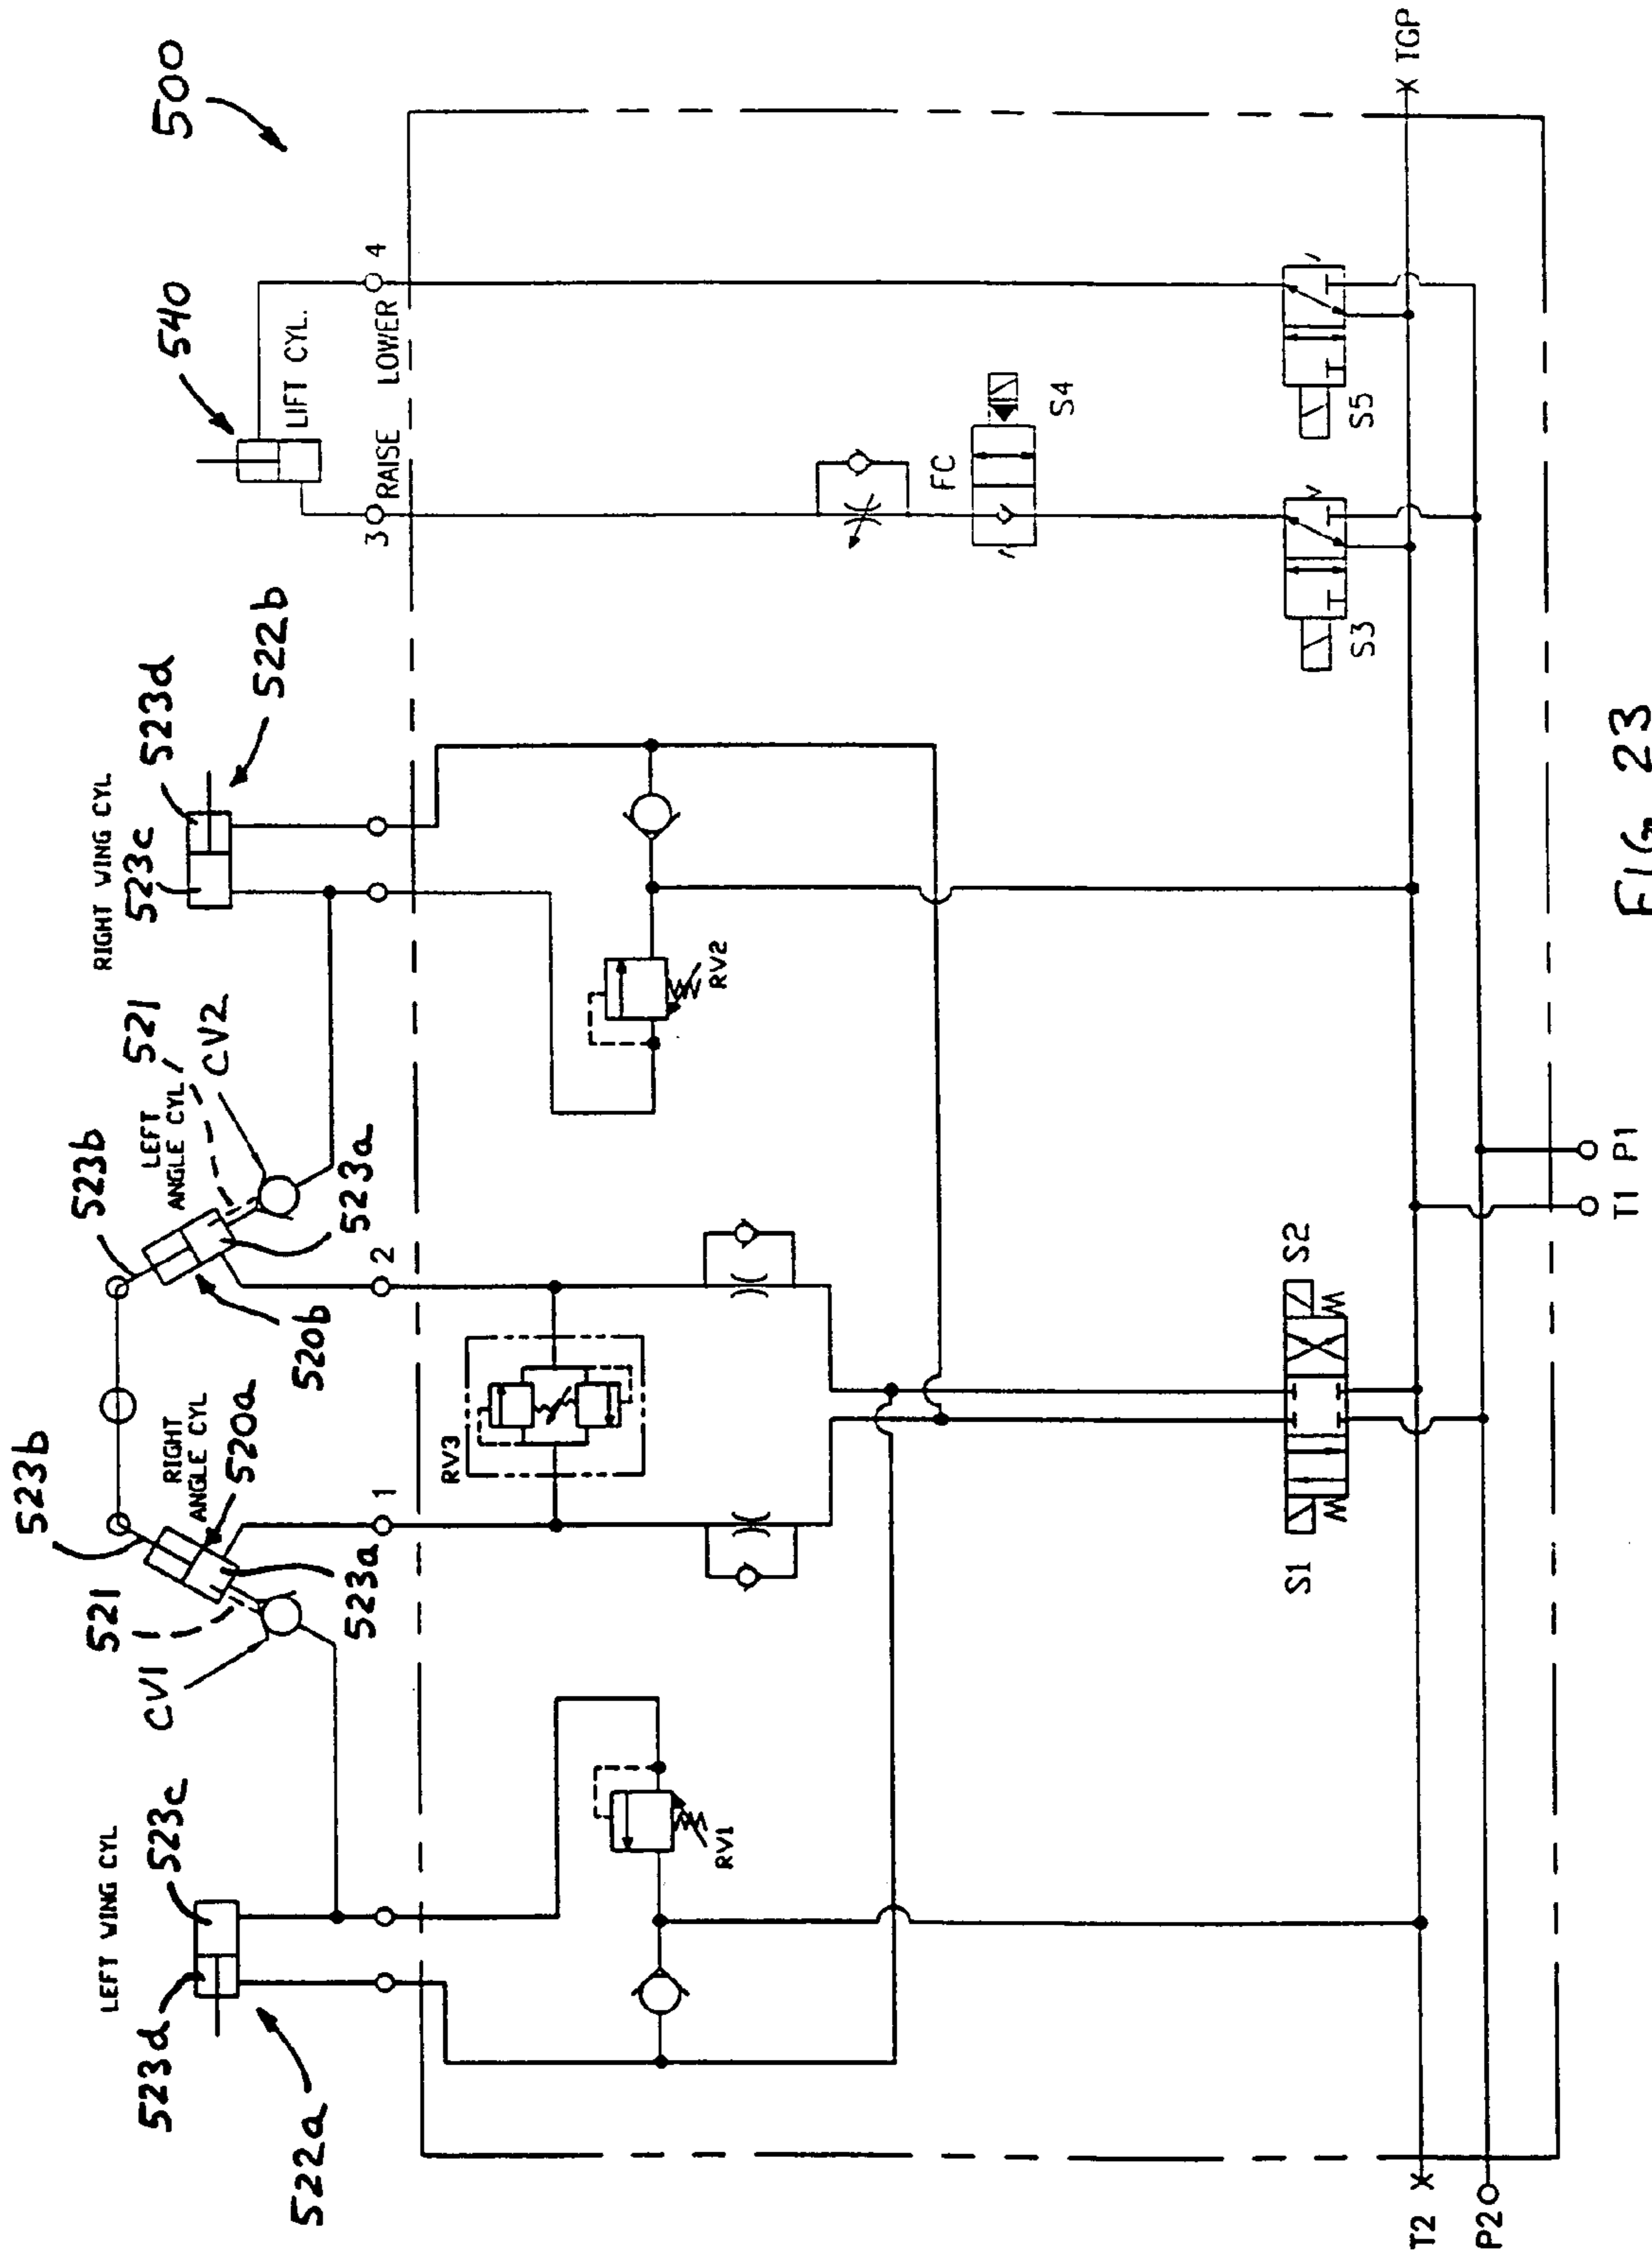 500
540
LIFT CYL.
3 RAISE
LOWER 4
FC
S4
S3
S5
TGP
RIGHT WING CYL
523c
523d
522b
RV2
LEFT
ANGLE CYL
521
CV2
523b
523a
520b
2
RIGHT
ANGLE CYL
520a
523b
521
CV1
523a
1
RV3
LEFT WING CYL
523d
523c
522a
RV1
S1
S2
T1
P1
T2
P2
FIG 23